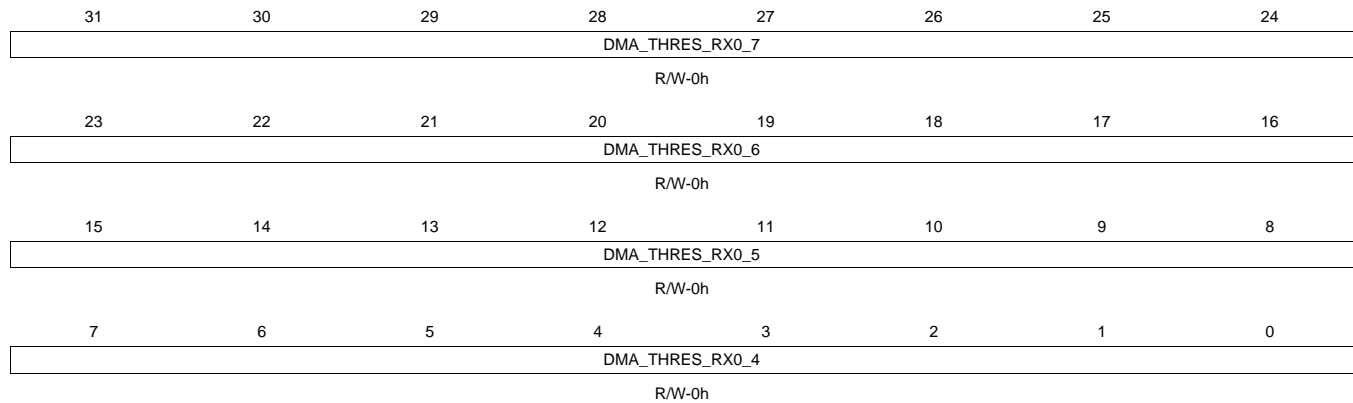 31 30 29 28 27 26 25 24
DMA_THRES_RX0_7
R/W-0h
23 22 21 20 19 18 17 16
DMA_THRES_RX0_6
R/W-0h
15 14 13 12 11 10 9 8
DMA_THRES_RX0_5
R/W-0h
7 6 5 4 3 2 1 0
DMA_THRES_RX0_4
R/W-0h